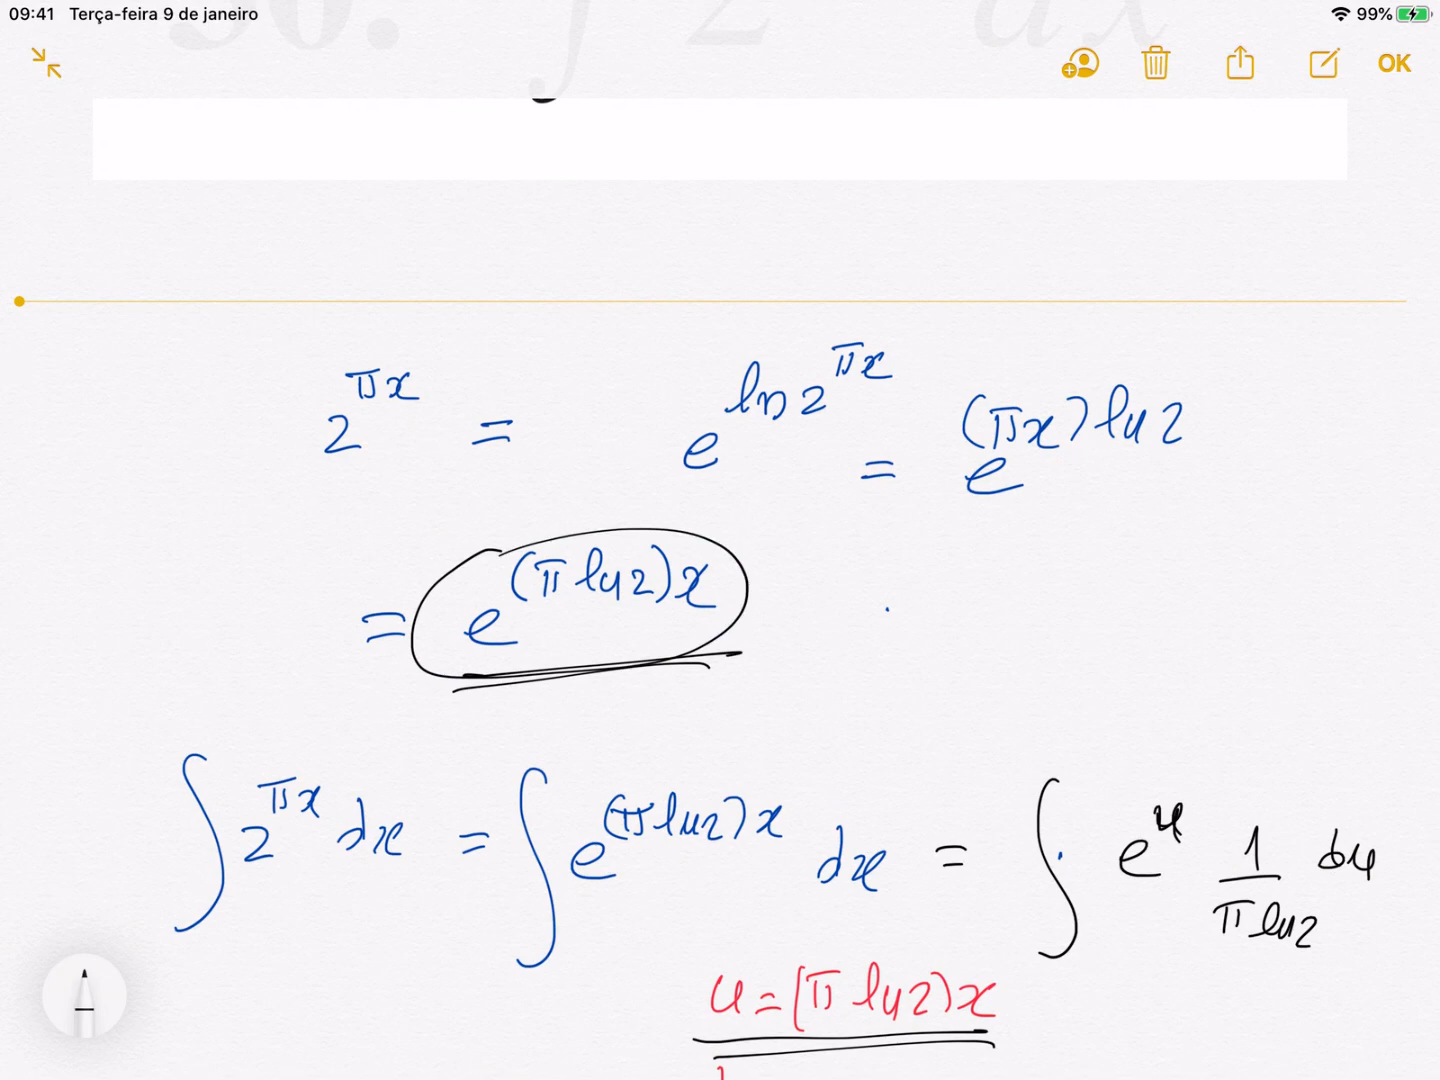 09:41 Terça-feira 9 de janeiro 99%
OK
2^{πx} = e^{ln 2^{πx}} = e^{(πx) ln 2}
= e^{(π ln 2)x}
∫ 2^{πx} dx = ∫ e^{(π ln 2)x} dx = ∫ e^u \frac{1}{π ln 2} du
u = (π ln 2)x